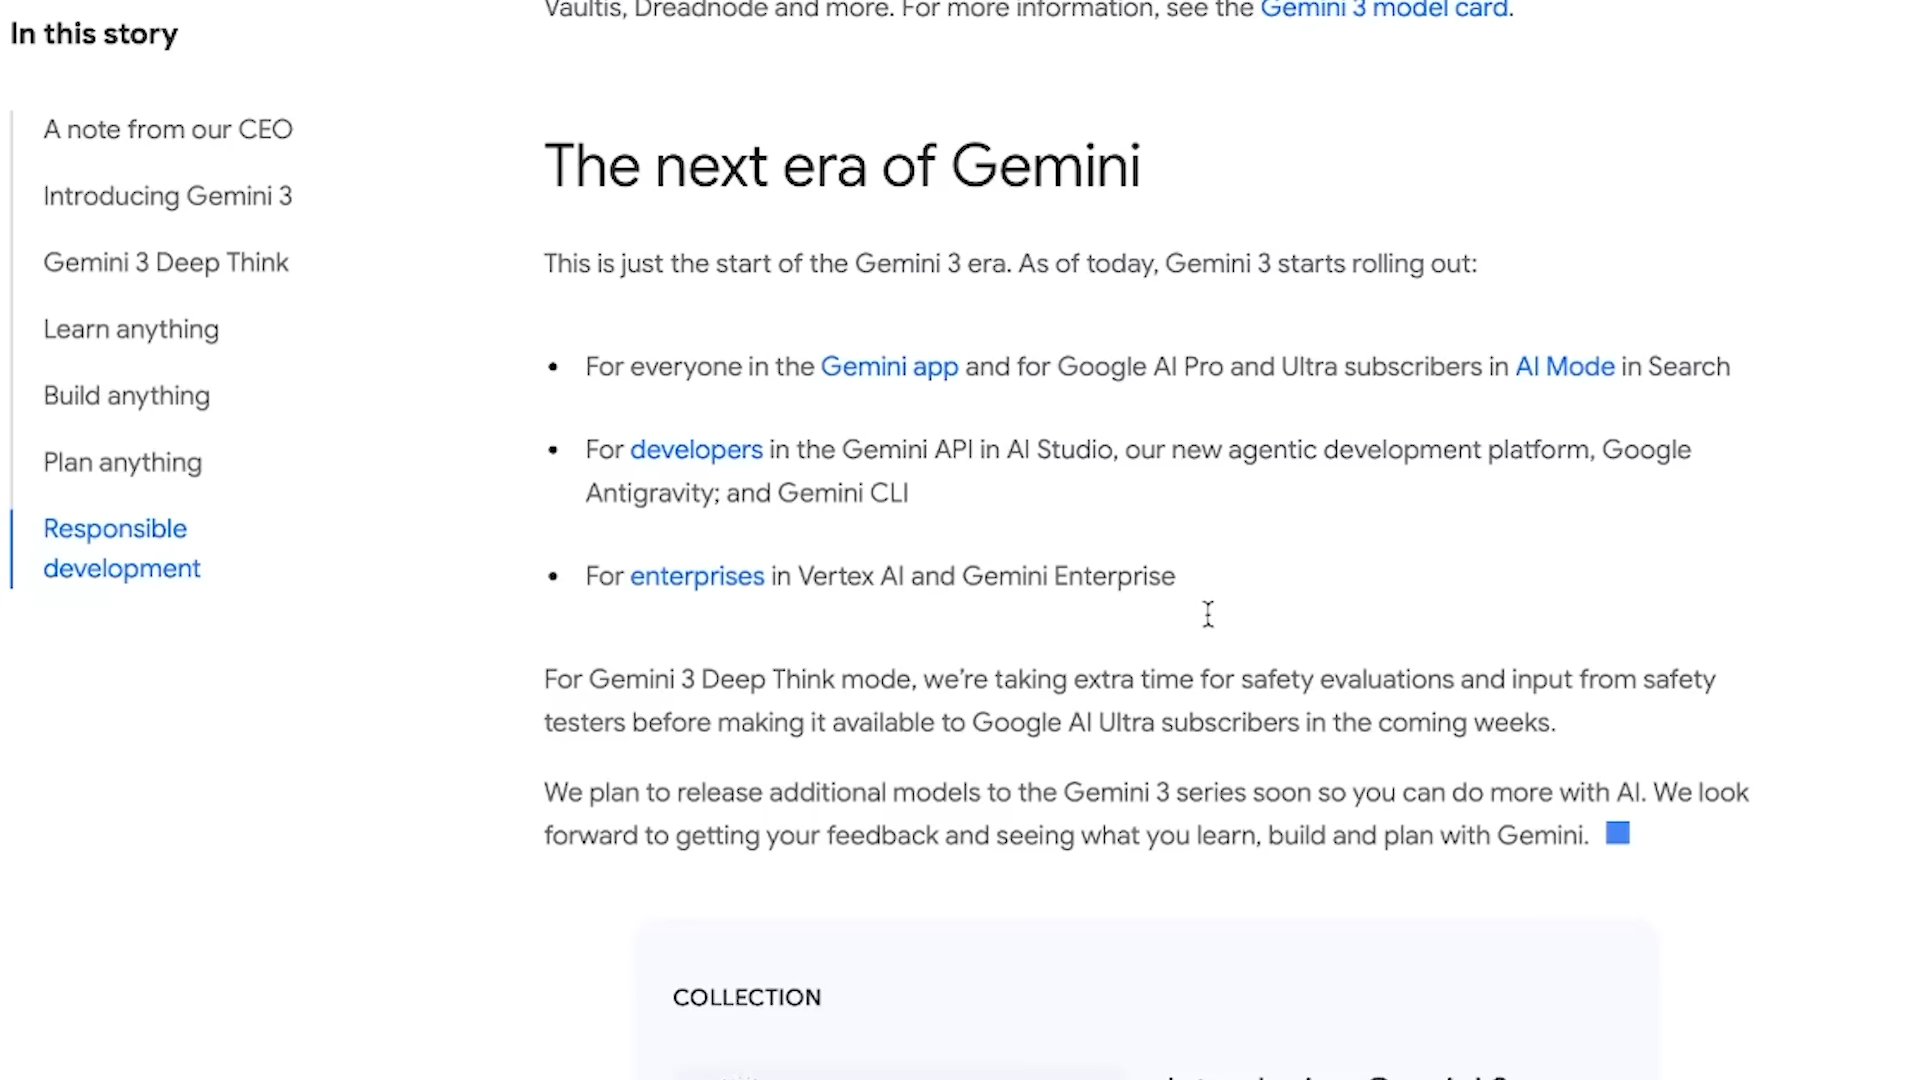 In this story
A note from our CEO
Introducing Gemini 3
Gemini 3 Deep Think
Learn anything
Build anything
Plan anything
Responsible
development
Vaultis, Dreadnode and more. For more information, see the Gemini 3 model card.
The next era of Gemini
This is just the start of the Gemini 3 era. As of today, Gemini 3 starts rolling out:
• For everyone in the Gemini app and for Google AI Pro and Ultra subscribers in AI Mode in Search
• For developers in the Gemini API in AI Studio, our new agentic development platform, Google
Antigravity; and Gemini CLI
• For enterprises in Vertex AI and Gemini Enterprise
For Gemini 3 Deep Think mode, we’re taking extra time for safety evaluations and input from safety
testers before making it available to Google AI Ultra subscribers in the coming weeks.
We plan to release additional models to the Gemini 3 series soon so you can do more with AI. We look
forward to getting your feedback and seeing what you learn, build and plan with Gemini.
COLLECTION